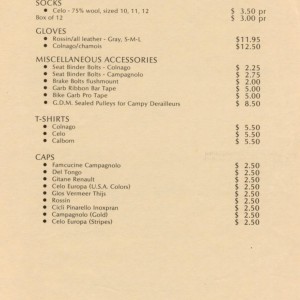 SOCKS
• Celo - 75% wool, sized 10, 11, 12 $ 3.50 pr
Box of 12 $ 3.00 pr
GLOVES
• Rossin/all leather - Gray, S-M-L $11.95
• Colnago/chamois $12.50
MISCELLANEOUS ACCESSORIES
• Seat Binder Bolts - Colnago $ 2.25
• Seat Binder Bolts - Campagnolo $ 2.75
• Brake Bolts flushmount $ 2.00
• Garb Ribbon Bar Tape $ 5.00
• Bike Garb Pro Tape $ 5.00
• G.D.M. Sealed Pulleys for Campy Derailleurs $ 8.50
T-SHIRTS
• Colnago $ 5.50
• Celo $ 5.50
• Calborn $ 5.50
CAPS
• Famcucine Campagnolo $ 2.50
• Del Tongo $ 2.50
• Gitane Renault $ 2.50
• Celo Europa (U.S.A. Colors) $ 2.50
• Glos Vermeer Thijs $ 2.50
• Rossin $ 2.50
• Cicli Pinarello Inoxpran $ 2.50
• Campagnolo (Gold) $ 2.50
• Celo Europa (Stripes) $ 2.50